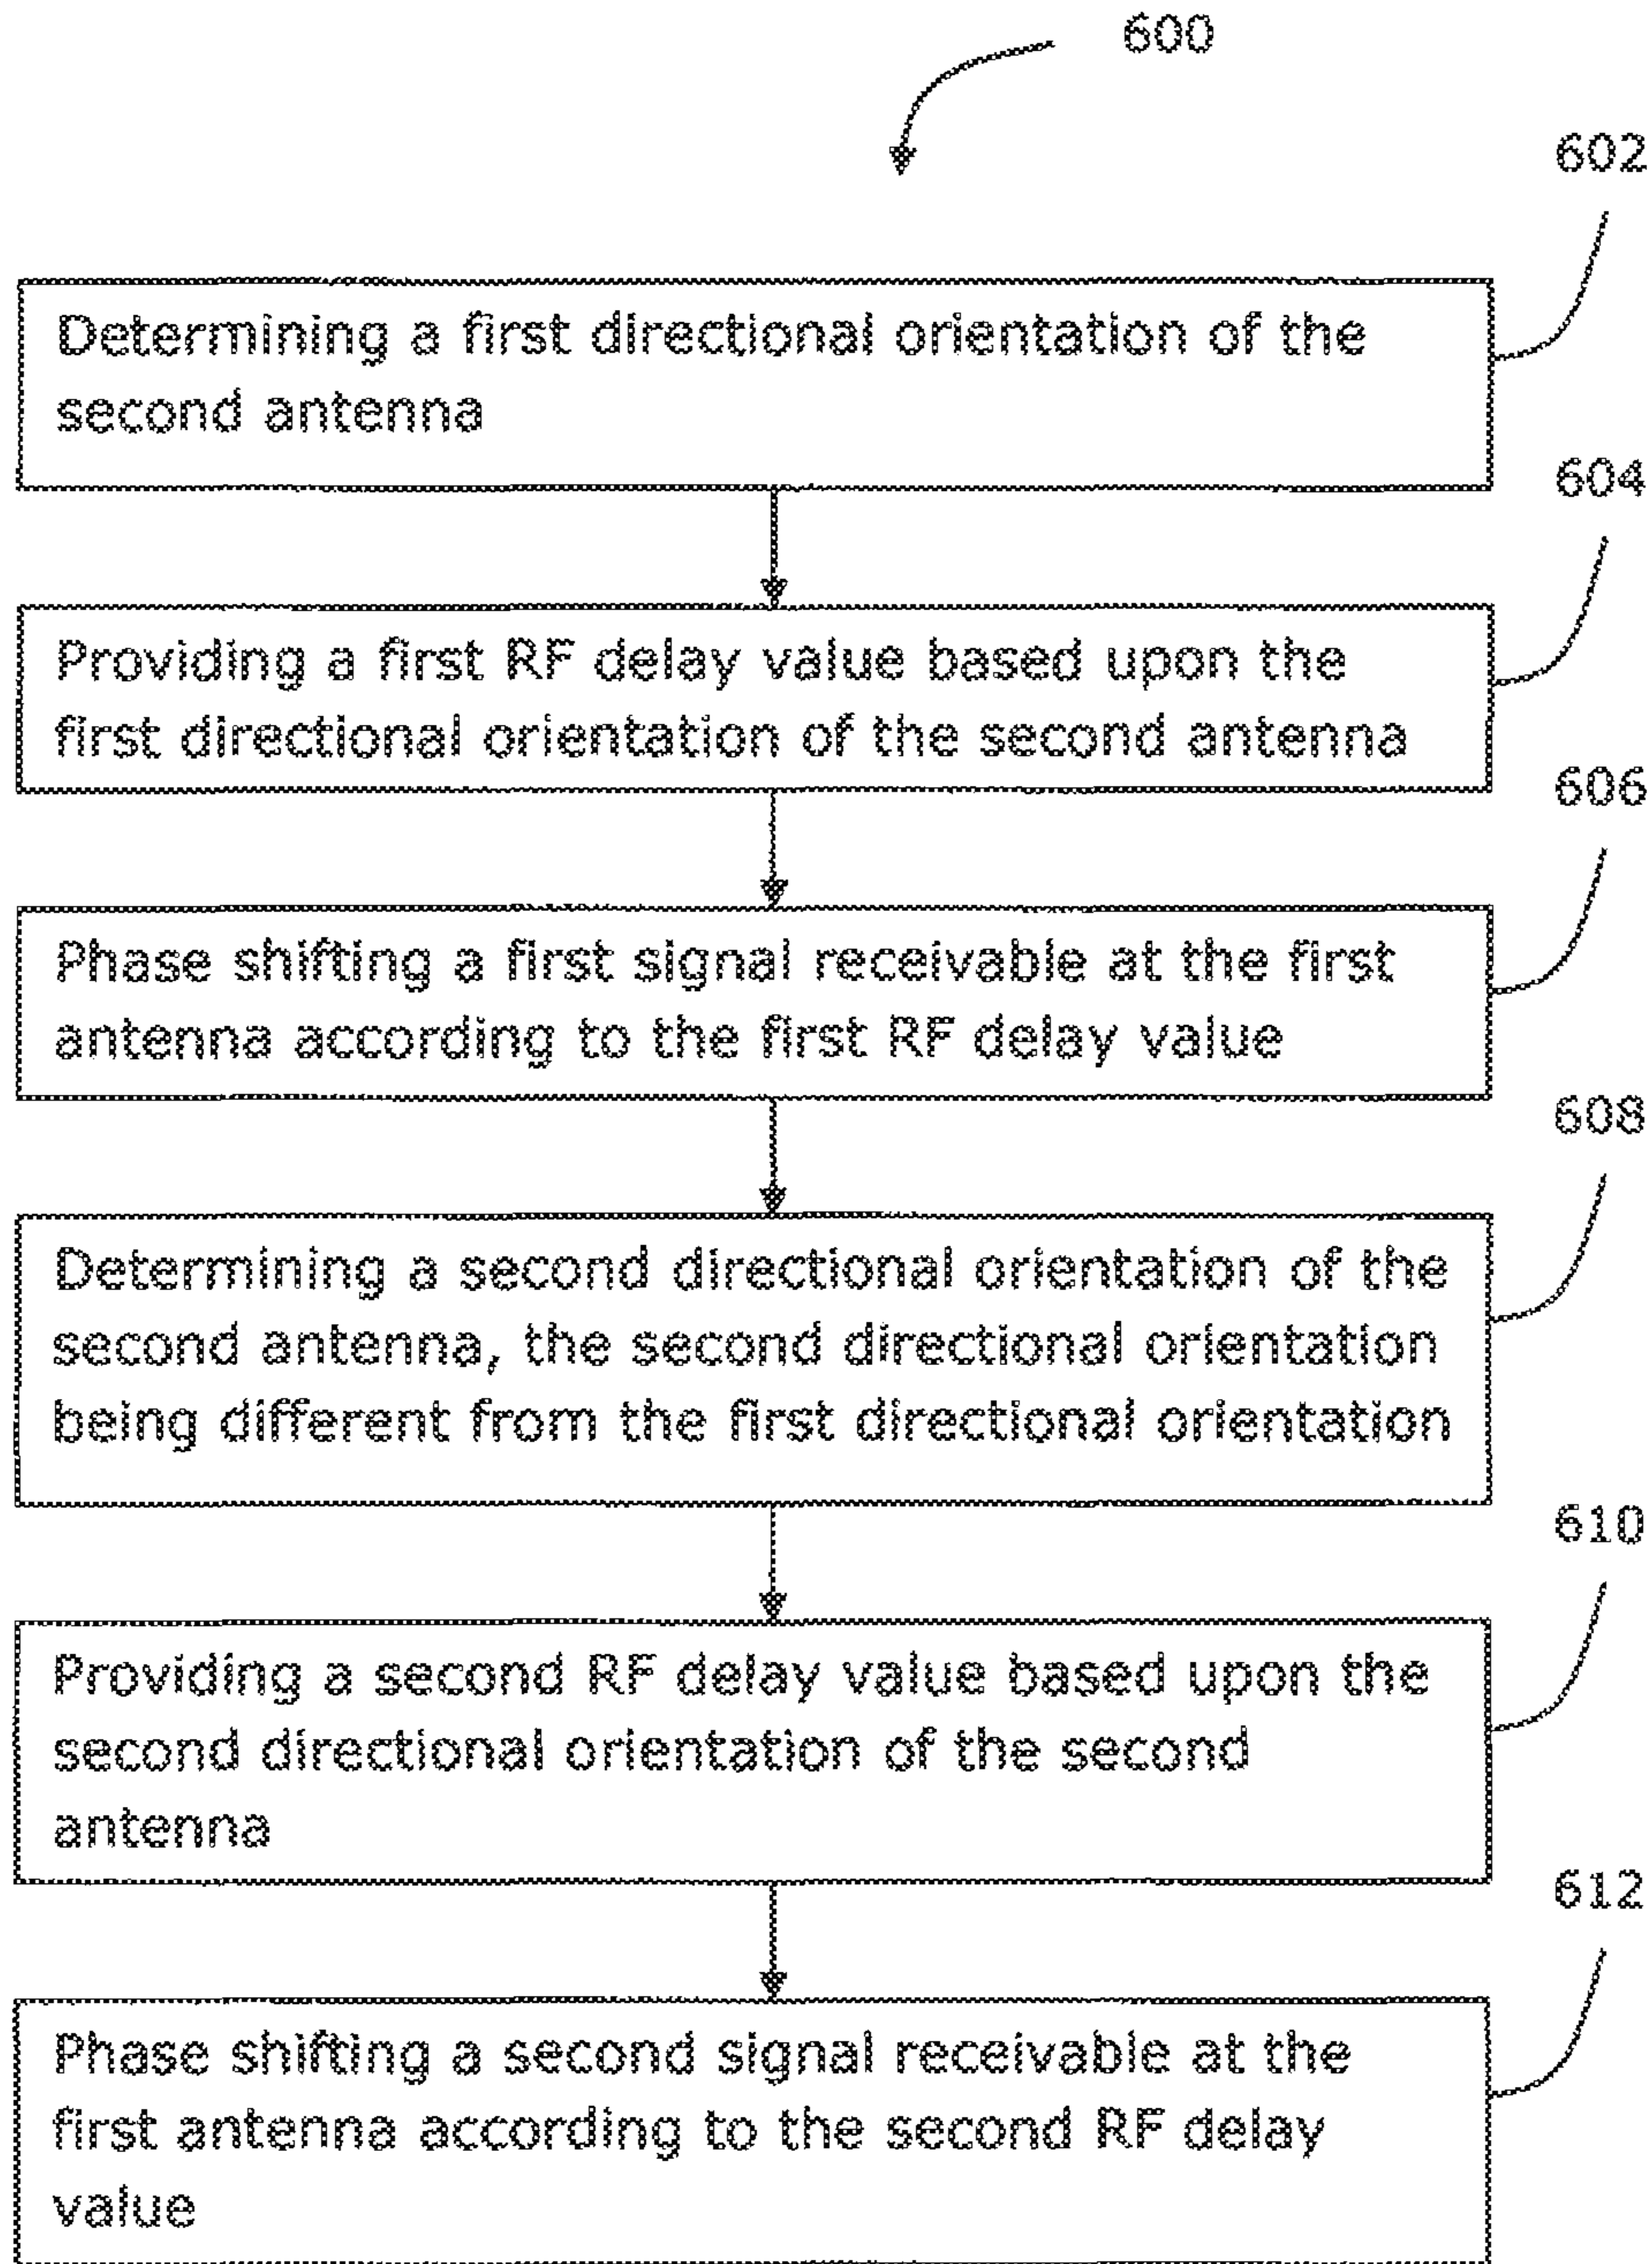 600
602
Determining a first directional orientation of the
second antenna
604
Providing a first RF delay value based upon the
first directional orientation of the second antenna
606
Phase shifting a first signal receivable at the first
antenna according to the first RF delay value
608
Determining a second directional orientation of the
second antenna, the second directional orientation
being different from the first directional orientation
610
Providing a second RF delay value based upon the
second directional orientation of the second
antenna
612
Phase shifting a second signal receivable at the
first antenna according to the second RF delay
value